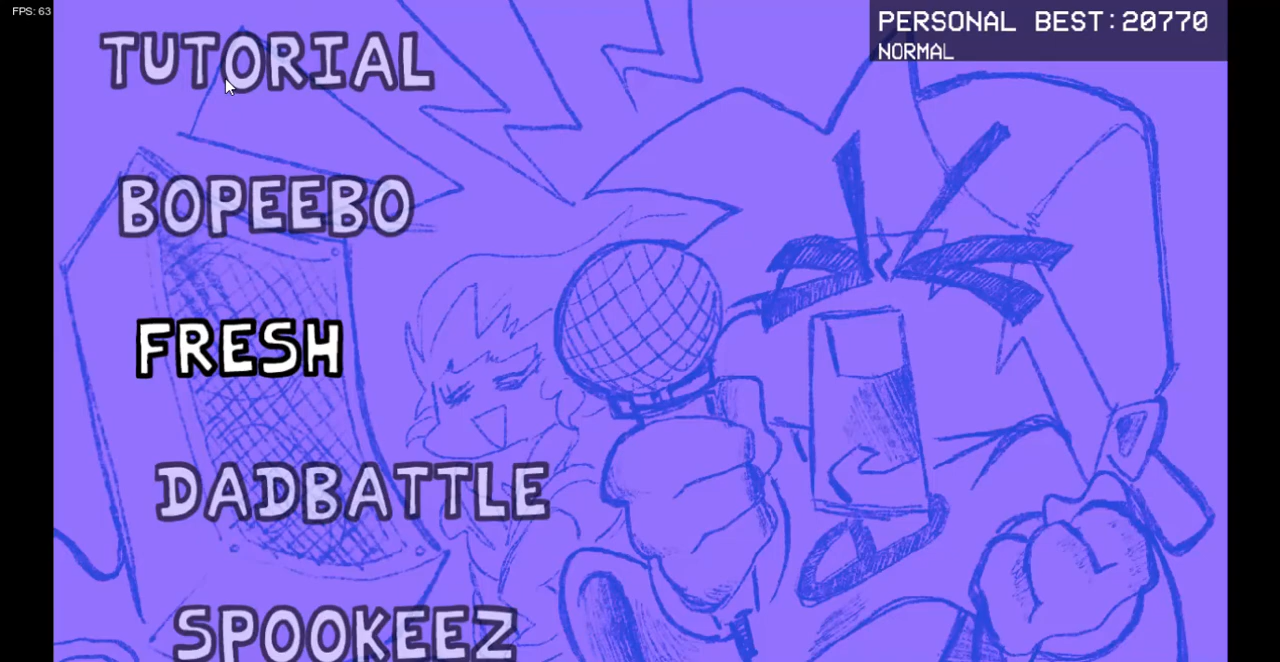 FPS: 63
PERSONAL BEST:20770
NORMAL
TUTORIAL
BOPEEBO
FRESH
DADBATTLE
SPOOKEEZ